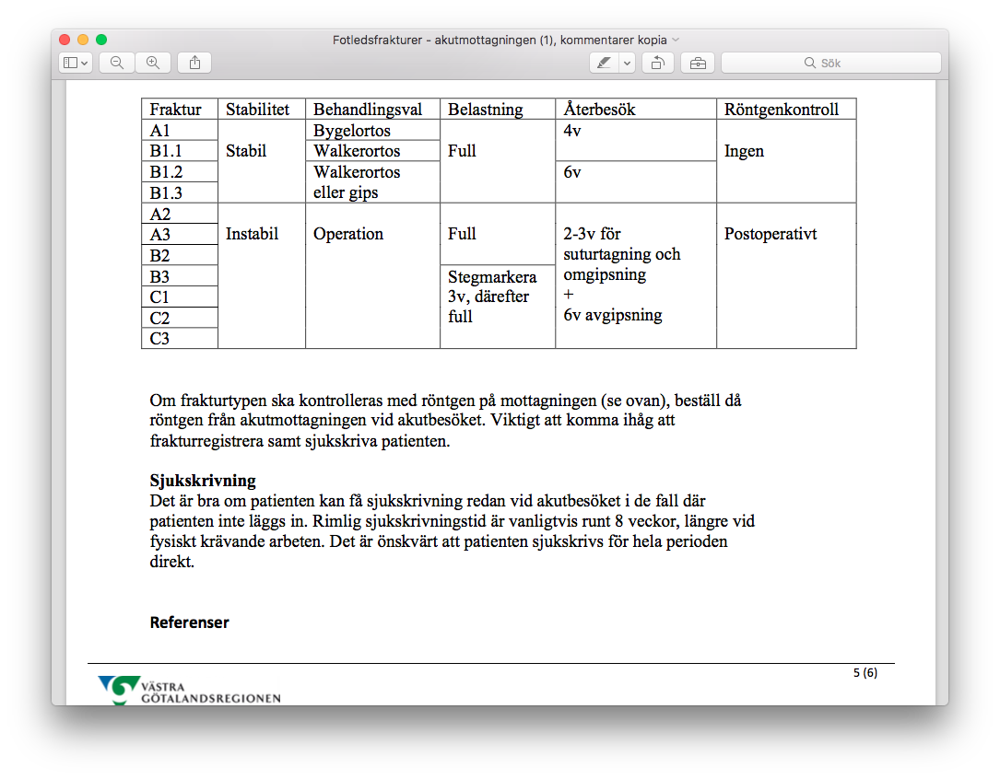 Fotledsfrakturer - akutmottagningen (1), kommentarer kopia
Sök
Fraktur Stabilitet Behandlingsval Belastning Återbesök Röntgenkontroll
A1 Bygelortos 4v
B1.1 Stabil Walkerortos Full Ingen
B1.2 Walkerortos 6v
B1.3 eller gips
A2
A3 Instabil Operation Full 2-3v för Postoperativt
B2 suturtagning och
B3 Stegmarkera omgipsning
C1 3v, därefter +
C2 full 6v avgipsning
C3
Om frakturtypen ska kontrolleras med röntgen på mottagningen (se ovan), beställ då
röntgen från akutmottagningen vid akutbesöket. Viktigt att komma ihåg att
frakturregistrera samt sjukskriva patienten.
Sjukskrivning
Det är bra om patienten kan få sjukskrivning redan vid akutbesöket i de fall där
patienten inte läggs in. Rimlig sjukskrivningstid är vanligtvis runt 8 veckor, längre vid
fysiskt krävande arbeten. Det är önskvärt att patienten sjukskrivs för hela perioden
direkt.
Referenser
5 (6)
VÄSTRA
GÖTALANDSREGIONEN